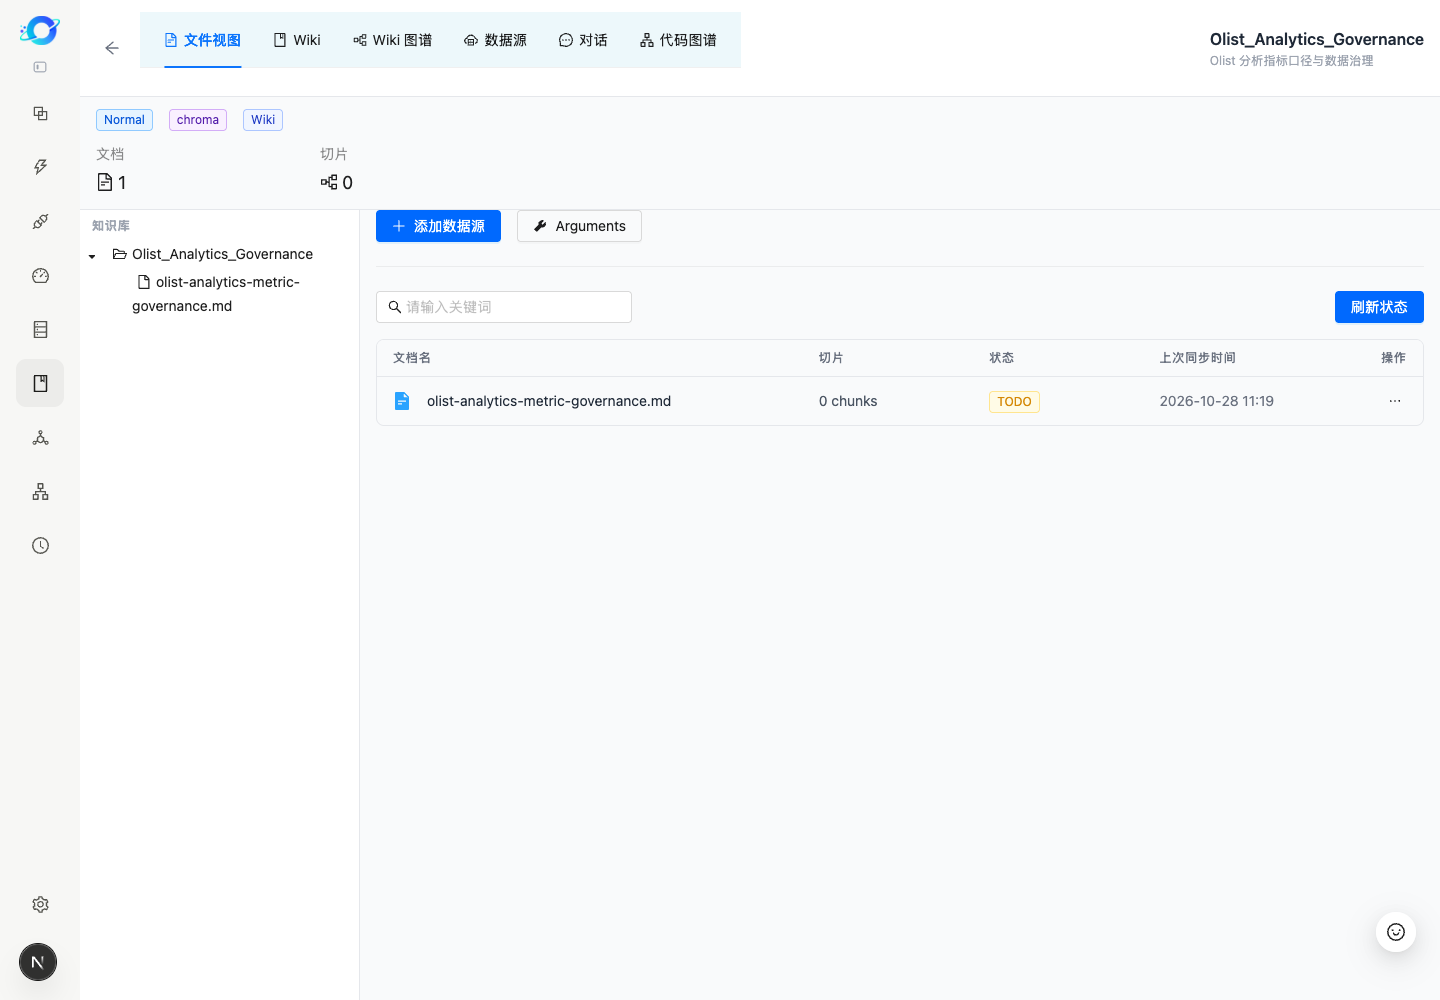 文件视图
Wiki
Wiki 图谱
数据源
对话
代码图谱
Olist_Analytics_Governance
Olist 分析指标口径与数据治理
Normal
chroma
Wiki
文档
切片
1
0
知识库
Olist_Analytics_Governance
olist-analytics-metric-
governance.md
添加数据源
Arguments
请输入关键词
刷新状态
文档名
切片
状态
上次同步时间
操作
olist-analytics-metric-governance.md
0 chunks
TODO
2026-10-28 11:19
···
N